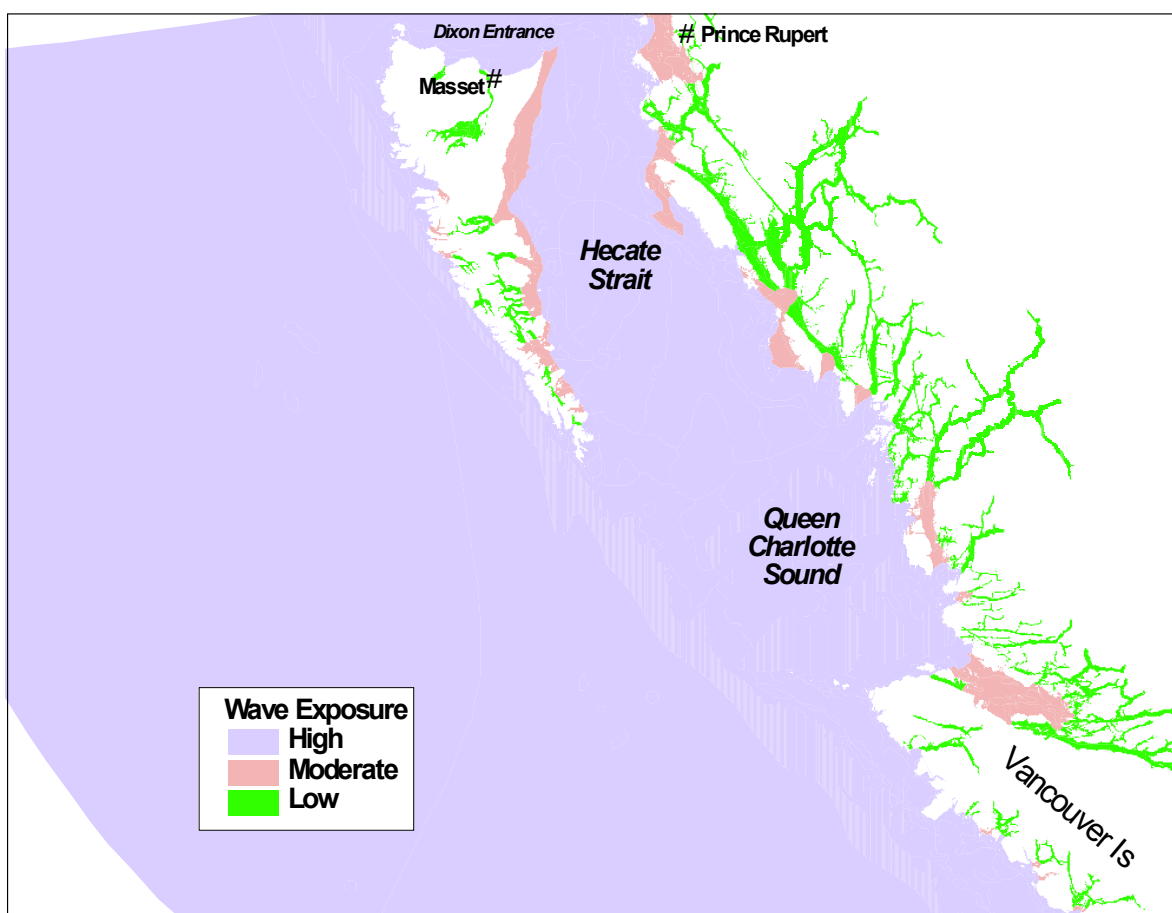 Dixon Entrance
# Prince Rupert
Masset #
Hecate
Strait
Queen
Charlotte
Sound
Wave Exposure
High
Moderate
Low
Vancouver Is